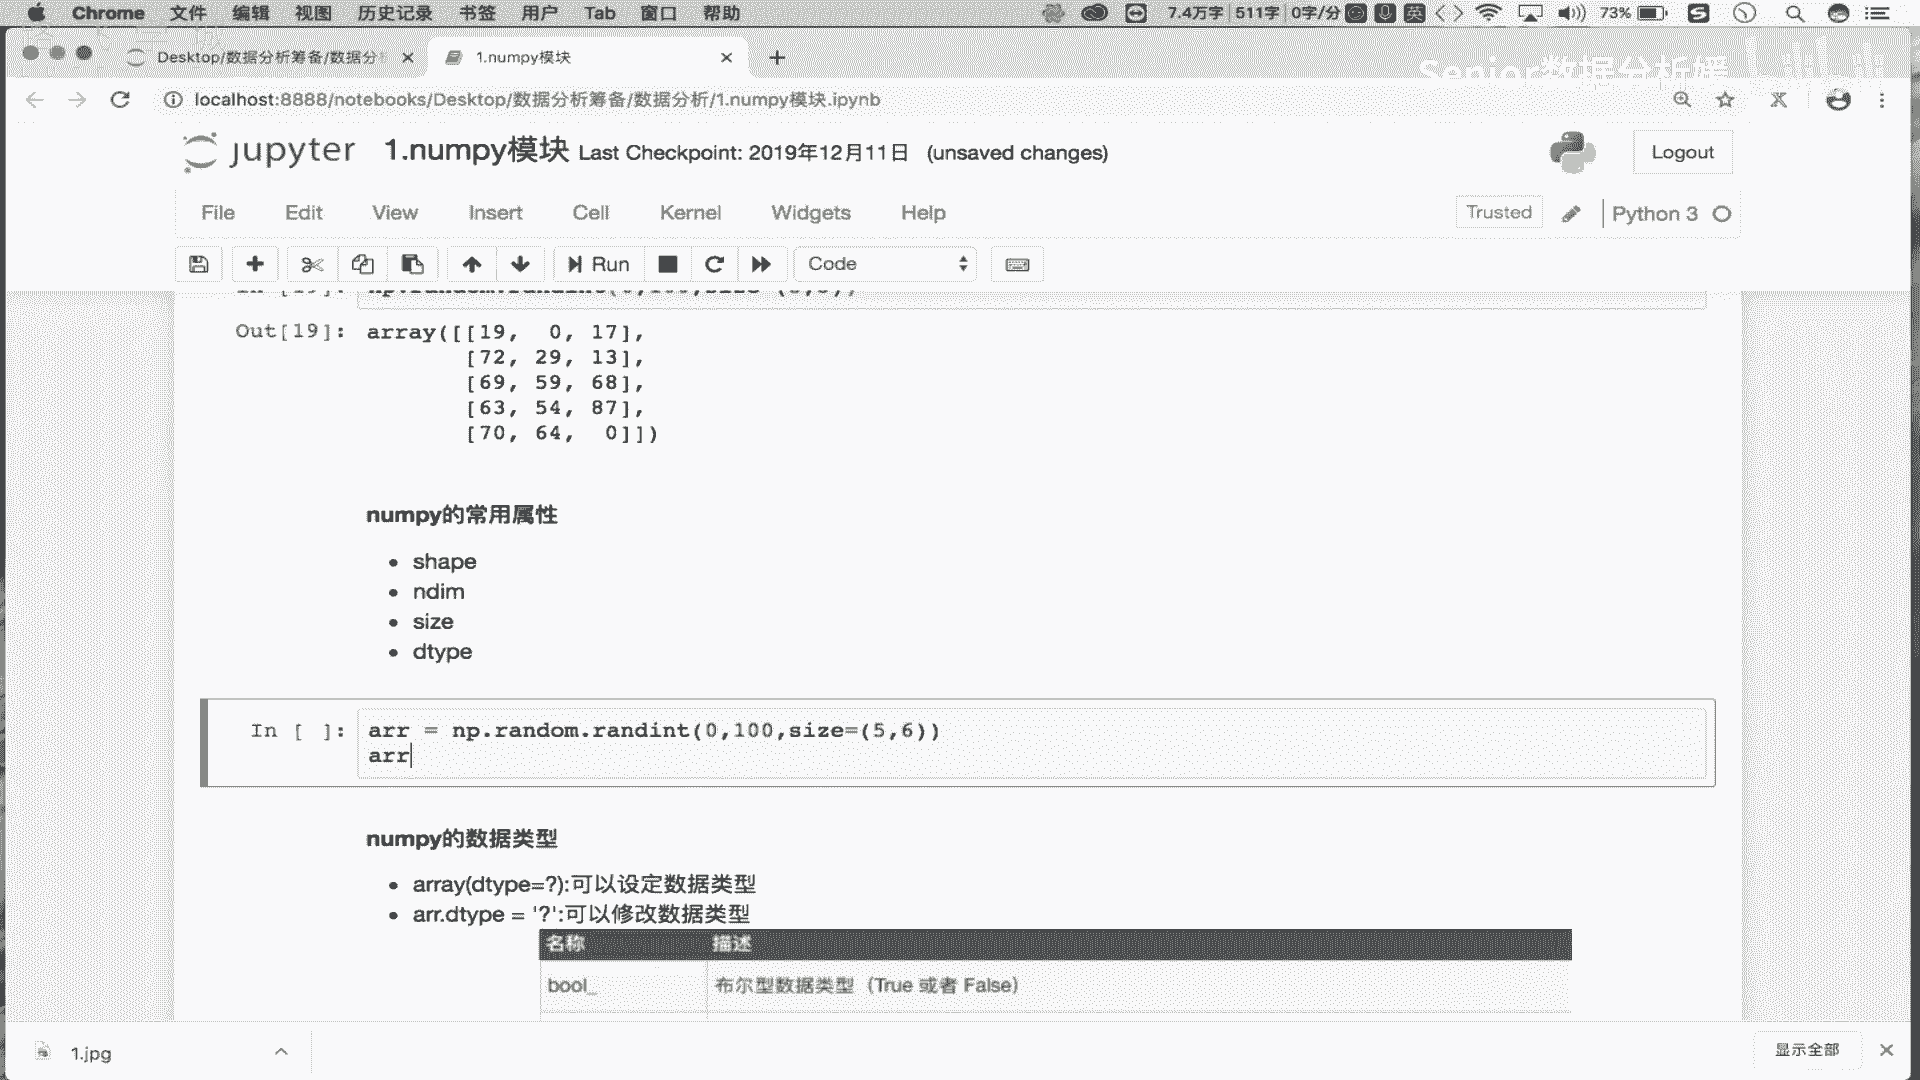 Chrome 文件 编辑 视图 历史记录 书签 用户 Tab 窗口 帮助 7.4万字 511字 0字/分 英 73%
Desktop/数据分析筹备/数据分析 1.numpy模块
Senior数据分析媛
localhost:8888/notebooks/Desktop/数据分析筹备/数据分析/1.numpy模块.ipynb
jupyter 1.numpy模块 Last Checkpoint: 2019年12月11日 (unsaved changes) Logout
File Edit View Insert Cell Kernel Widgets Help Trusted Python 3
Run Code
Out[19]: array([[19,  0, 17],
[72, 29, 13],
[69, 59, 68],
[63, 54, 87],
[70, 64,  0]])
numpy的常用属性
• shape
• ndim
• size
• dtype
In [ ]: arr = np.random.randint(0,100,size=(5,6))
arr
numpy的数据类型
• array(dtype=?):可以设定数据类型
• arr.dtype = '?':可以修改数据类型
名称 描述
bool_ 布尔型数据类型（True 或者 False）
1.jpg 显示全部